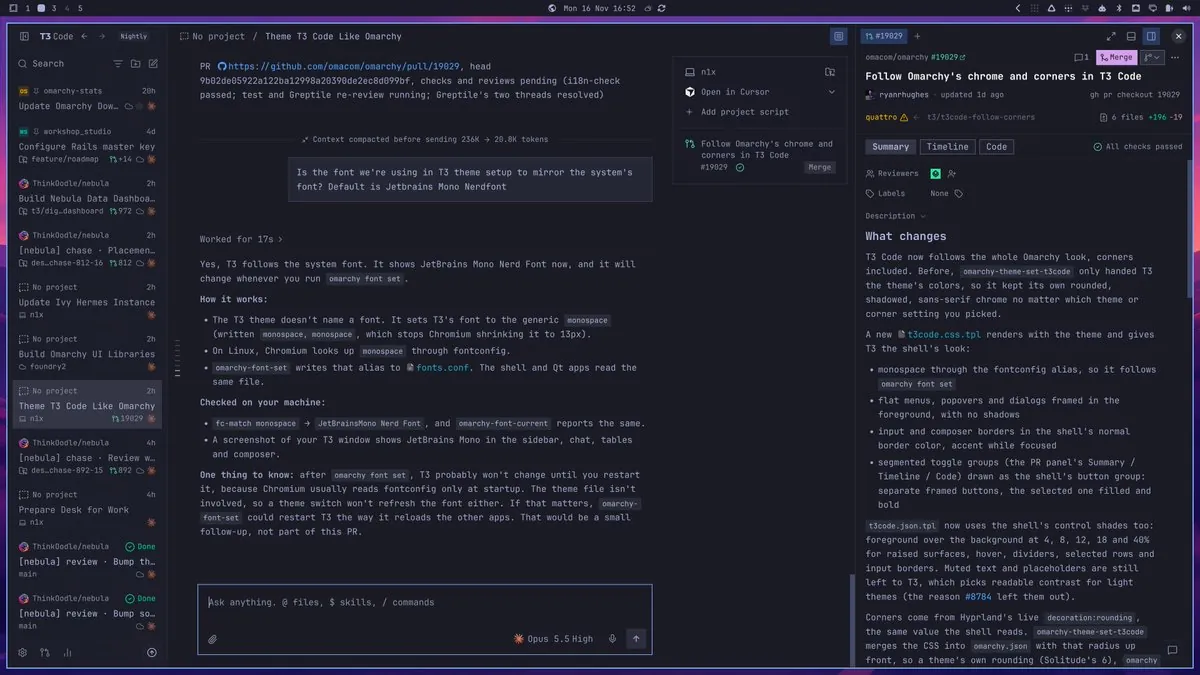 1 3 4 5
Mon 16 Nov 16:52
T3 Code
Nightly
Search
OS omarchy-stats 20h
Update Omarchy Dow…
WS workshop_studio 4d
Configure Rails master key
feature/roadmap +14
ThinkOodle/nebula 2h
Build Nebula Data Dashboa…
t3/dig…dashboard 972
ThinkOodle/nebula 2h
[nebula] chase · Placemen…
des…chase-812-16 812
No project 2h
Update Ivy Hermes Instance
n1x
No project 2h
Build Omarchy UI Libraries
foundry2
No project 2h
Theme T3 Code Like Omarchy
n1x 19029
ThinkOodle/nebula 4h
[nebula] chase · Review w…
des…chase-892-15 892
No project 4h
Prepare Desk for Work
n1x
ThinkOodle/nebula Done
[nebula] review · Bump th…
main
ThinkOodle/nebula Done
[nebula] review · Bump so…
main
No project / Theme T3 Code Like Omarchy
PR https://github.com/omacom/omarchy/pull/19029, head
9b02de05922a122ba12998a20390de2ec8d099bf, checks and reviews pending (i18n-check
passed; test and Greptile re-review running; Greptile's two threads resolved)
Context compacted before sending 236K → 20.8K tokens
Is the font we're using in T3 theme setup to mirror the system's
font? Default is Jetbrains Mono Nerdfont
Worked for 17s >
Yes, T3 follows the system font. It shows JetBrains Mono Nerd Font now, and it will
change whenever you run omarchy font set.
How it works:
• The T3 theme doesn't name a font. It sets T3's font to the generic monospace
(written monospace, monospace, which stops Chromium shrinking it to 13px).
• On Linux, Chromium looks up monospace through fontconfig.
• omarchy-font-set writes that alias to fonts.conf. The shell and Qt apps read the
same file.
Checked on your machine:
• fc-match monospace → JetBrainsMono Nerd Font, and omarchy-font-current reports the same.
• A screenshot of your T3 window shows JetBrains Mono in the sidebar, chat, tables
and composer.
One thing to know: after omarchy font set, T3 probably won't change until you restart
it, because Chromium usually reads fontconfig only at startup. The theme file isn't
involved, so a theme switch won't refresh the font either. If that matters, omarchy-
font-set could restart T3 the way it reloads the other apps. That would be a small
follow-up, not part of this PR.
Ask anything. @ files, $ skills, / commands
Opus 5.5 High
n1x
Open in Cursor
+ Add project script
Follow Omarchy's chrome and
corners in T3 Code
#19029
Merge
#19029 +
omacom/omarchy #19029
1
Merge
Follow Omarchy's chrome and corners in T3 Code
ryanrhughes · updated 1d ago
gh pr checkout 19029
quattro ← t3/t3code-follow-corners
6 files +196 -19
Summary
Timeline
Code
All checks passed
Reviewers
Labels None
Description
What changes
T3 Code now follows the whole Omarchy look, corners
included. Before, omarchy-theme-set-t3code only handed T3
the theme's colors, so it kept its own rounded,
shadowed, sans-serif chrome no matter which theme or
corner setting you picked.
A new t3code.css.tpl renders with the theme and gives
T3 the shell's look:
• monospace through the fontconfig alias, so it follows
omarchy font set
• flat menus, popovers and dialogs framed in the
foreground, with no shadows
• input and composer borders in the shell's normal
border color, accent while focused
• segmented toggle groups (the PR panel's Summary /
Timeline / Code) drawn as the shell's button group:
separate framed buttons, the selected one filled and
bold
t3code.json.tpl now uses the shell's control shades too:
foreground over the background at 4, 8, 12, 18 and 40%
for raised surfaces, hover, dividers, selected rows and
input borders. Muted text and placeholders are still
left to T3, which picks readable contrast for light
themes (the reason #8784 left them out).
Corners come from Hyprland's live decoration:rounding,
the same value the shell reads. omarchy-theme-set-t3code
merges the CSS into omarchy.json with that radius up
front, so a theme's own rounding (Solitude's 6), omarchy